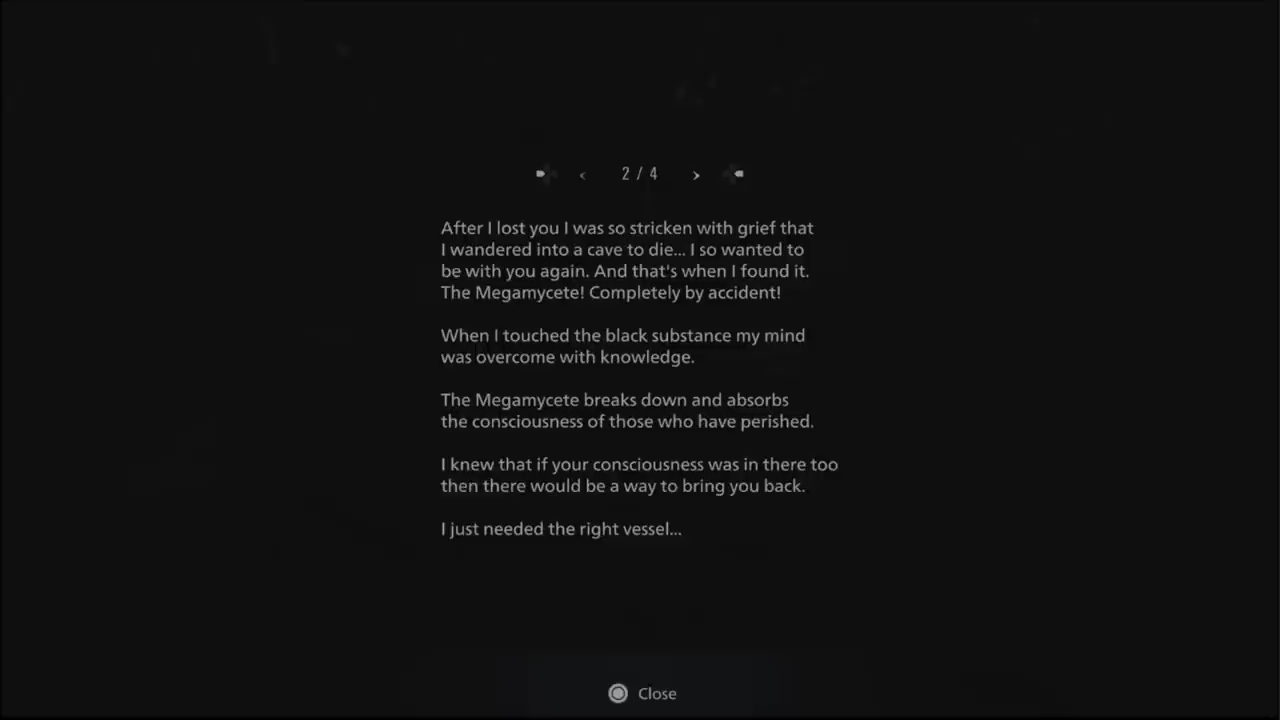 2 / 4
After I lost you I was so stricken with grief that
I wandered into a cave to die... I so wanted to
be with you again. And that's when I found it.
The Megamycete! Completely by accident!
When I touched the black substance my mind
was overcome with knowledge.
The Megamycete breaks down and absorbs
the consciousness of those who have perished.
I knew that if your consciousness was in there too
then there would be a way to bring you back.
I just needed the right vessel...
Close